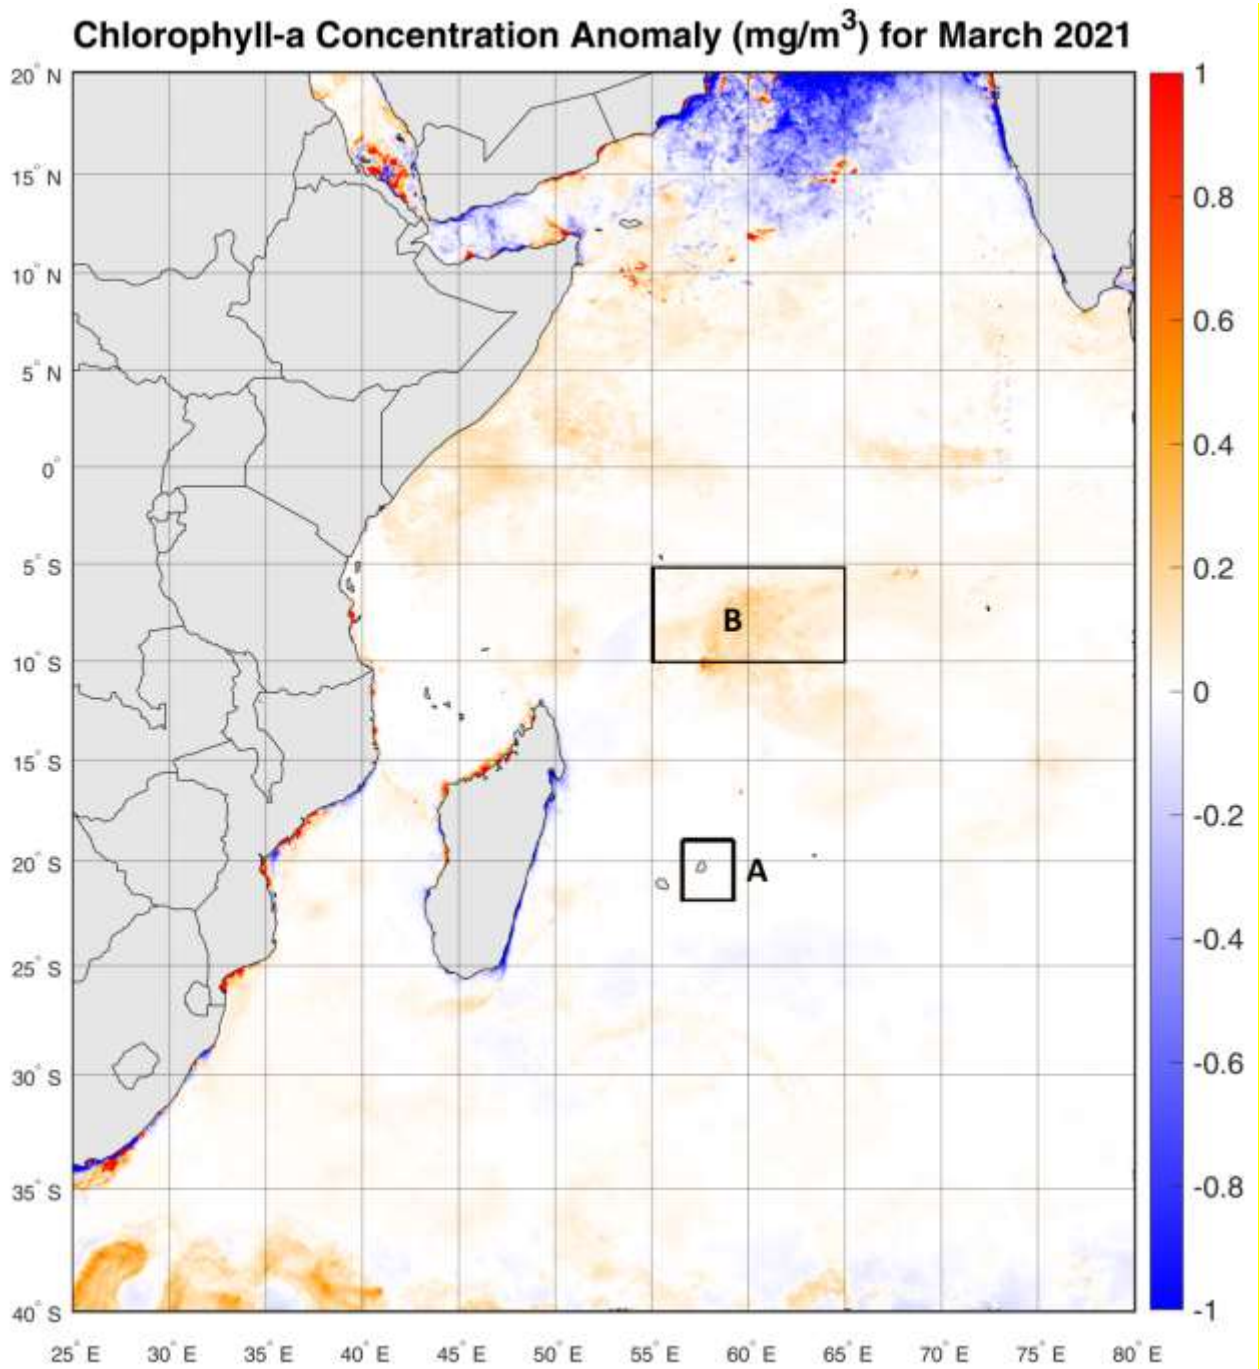 Chlorophyll-a Concentration Anomaly (mg/m³) for March 2021
20° N
15° N
10° N
5° N
0°
5° S
10° S
15° S
20° S
25° S
30° S
35° S
40° S
25° E 30° E 35° E 40° E 45° E 50° E 55° E 60° E 65° E 70° E 75° E 80° E
B
A
1
0.8
0.6
0.4
0.2
0
-0.2
-0.4
-0.6
-0.8
-1